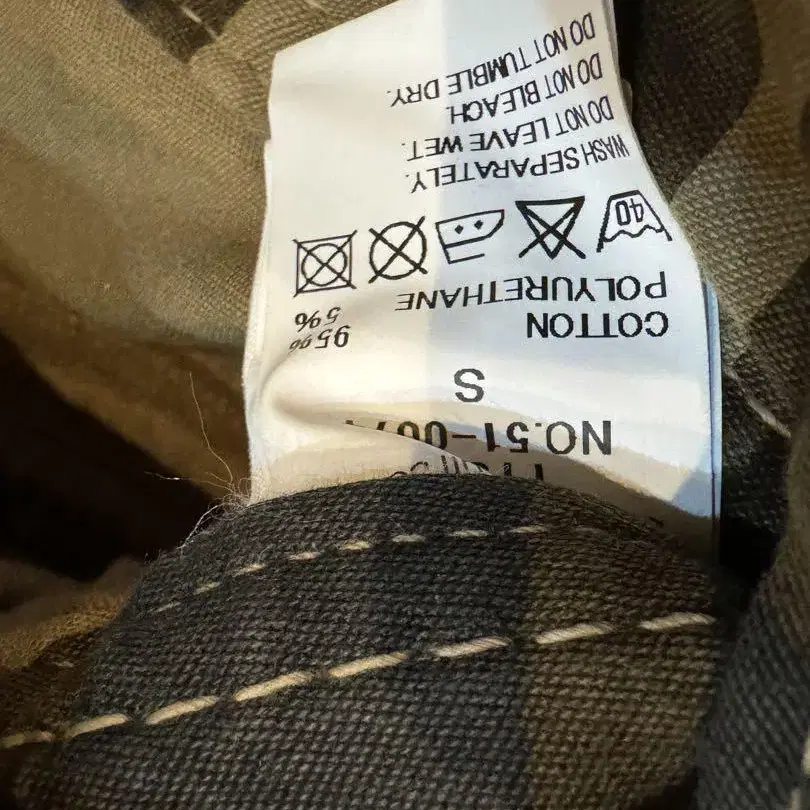 NO.51-007
S
COTTON 95%
POLYURETHANE 5%
40
WASH SEPARATELY.
DO NOT LEAVE WET.
DO NOT BLEACH.
DO NOT TUMBLE DRY.